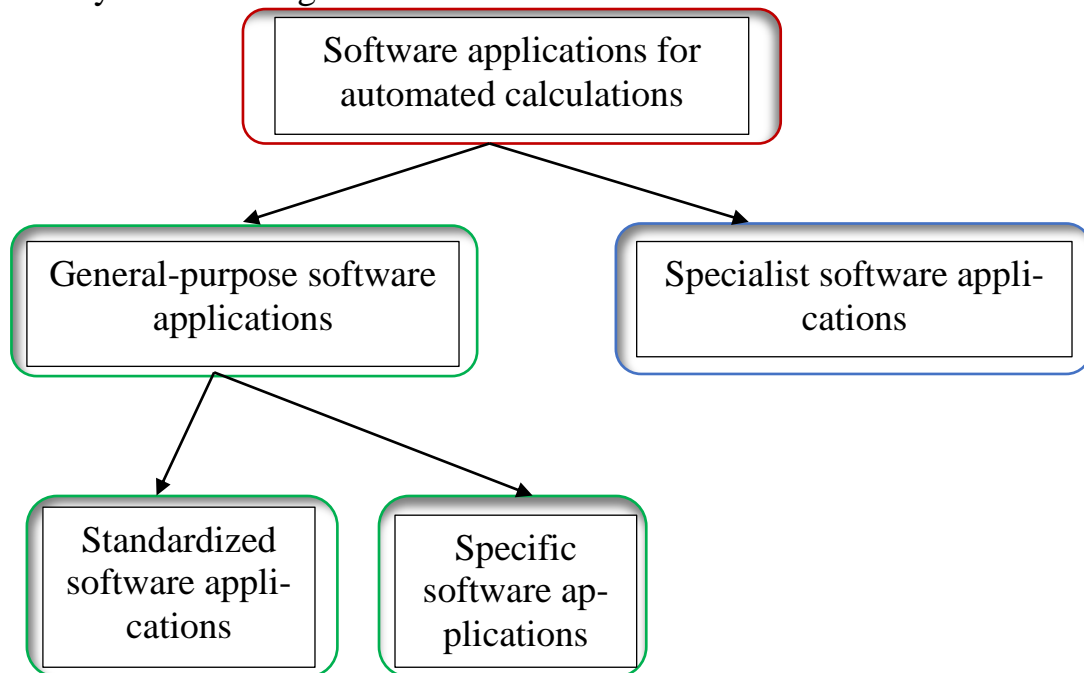 Software applications for
automated calculations
General-purpose software
applications
Specialist software appli-
cations
Standardized
software appli-
cations
Specific
software ap-
plications